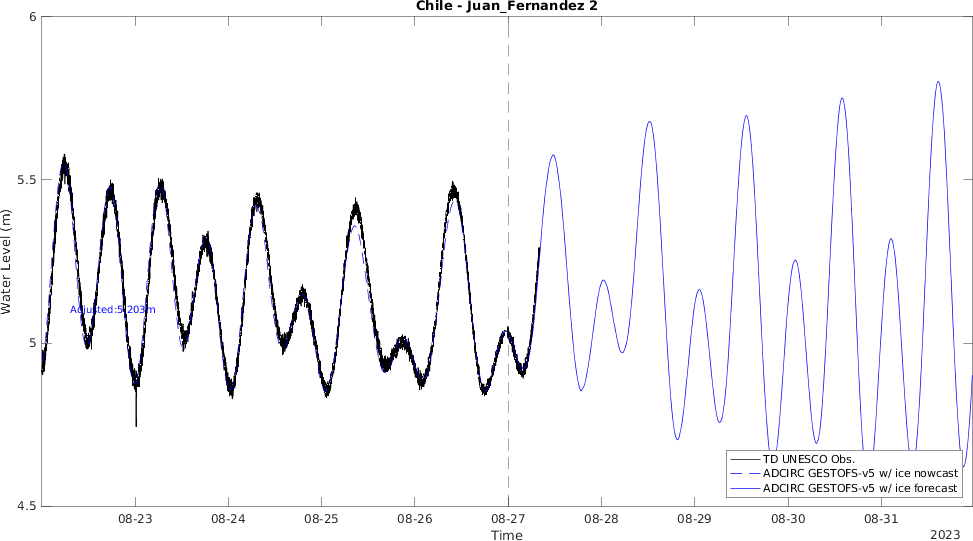 Chile - Juan_Fernandez 2
Water Level (m)
6
5.5
5
4.5
Adjusted:5.203m
TD UNESCO Obs.
ADCIRC GESTOFS-v5 w/ ice nowcast
ADCIRC GESTOFS-v5 w/ ice forecast
08-23 08-24 08-25 08-26 08-27 08-28 08-29 08-30 08-31
Time
2023